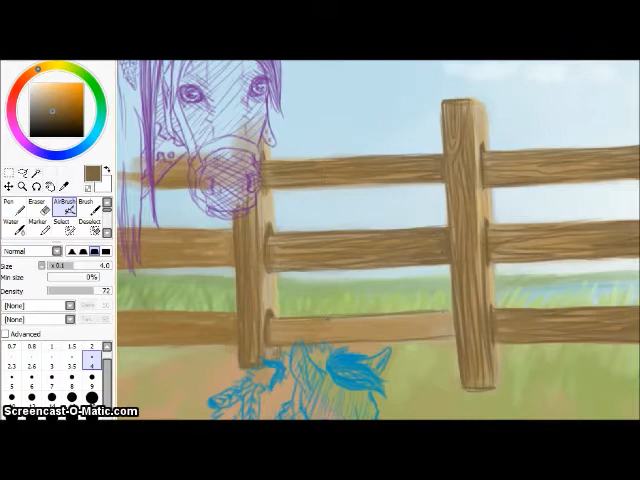 Pen Eraser AirBrush Brush
Water Marker Select Deselect
Normal
Size x 0.1 4.0
Min size 0%
Density 72
[None]
[None]
Advanced
0.7 0.8 1 1.5 2
2.3 2.6 3 3.5 4
5 6 7 8 9
Screencast-O-Matic.com